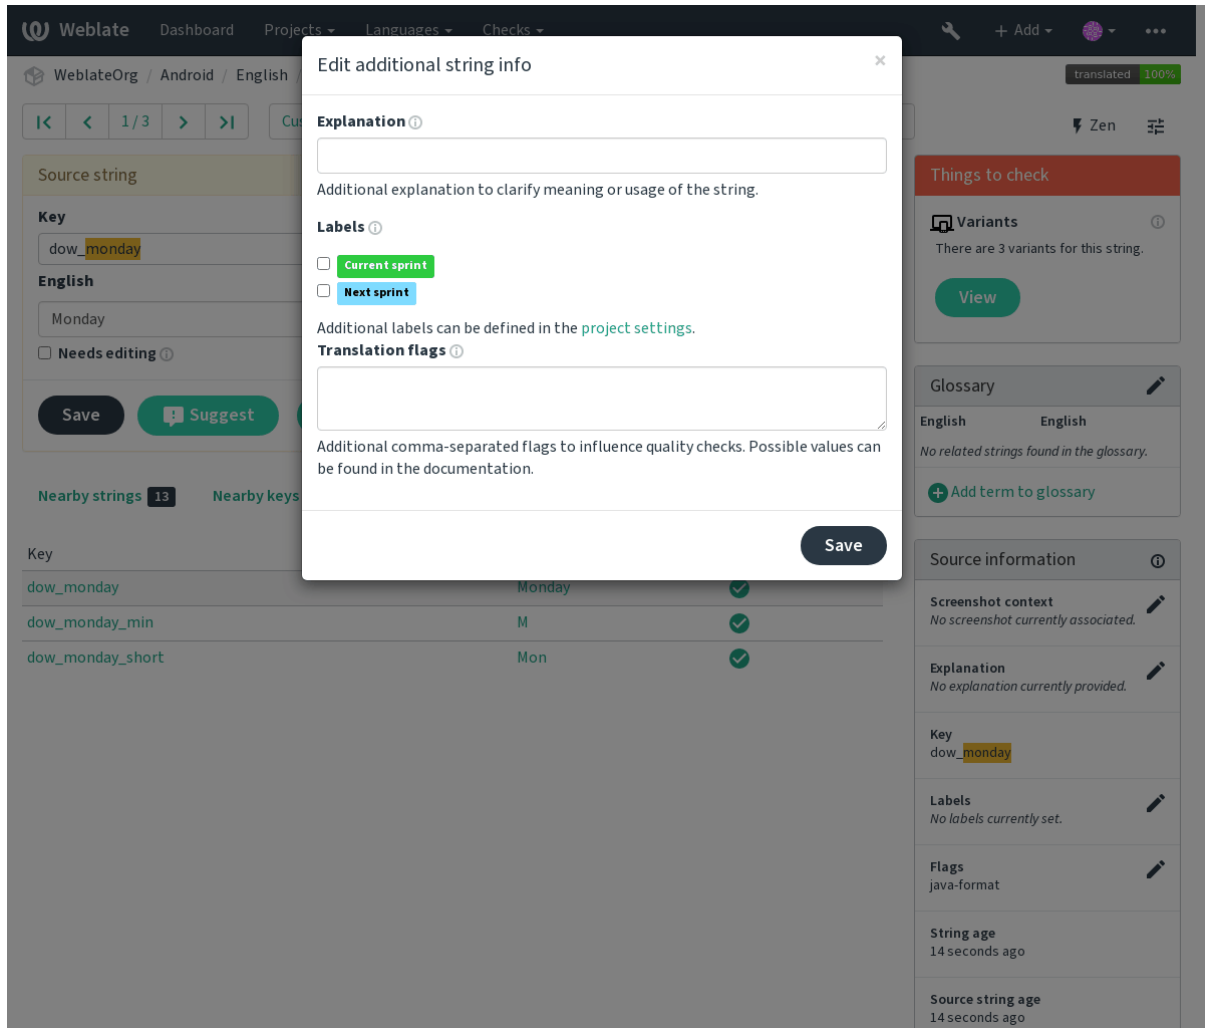 Weblate Dashboard Projects Languages Checks + Add •••
WeblateOrg / Android / English /
translated 100%
1 / 3
Cus
Zen
Edit additional string info ×
Explanation
Additional explanation to clarify meaning or usage of the string.
Labels
Current sprint
Next sprint
Additional labels can be defined in the project settings.
Translation flags
Additional comma-separated flags to influence quality checks. Possible values can
be found in the documentation.
Save
Source string
Key
dow_monday
English
Monday
Needs editing
Save Suggest
Nearby strings 13 Nearby keys
Key
dow_monday Monday
dow_monday_min M
dow_monday_short Mon
Things to check
Variants
There are 3 variants for this string.
View
Glossary
English English
No related strings found in the glossary.
Add term to glossary
Source information
Screenshot context
No screenshot currently associated.
Explanation
No explanation currently provided.
Key
dow_monday
Labels
No labels currently set.
Flags
java-format
String age
14 seconds ago
Source string age
14 seconds ago